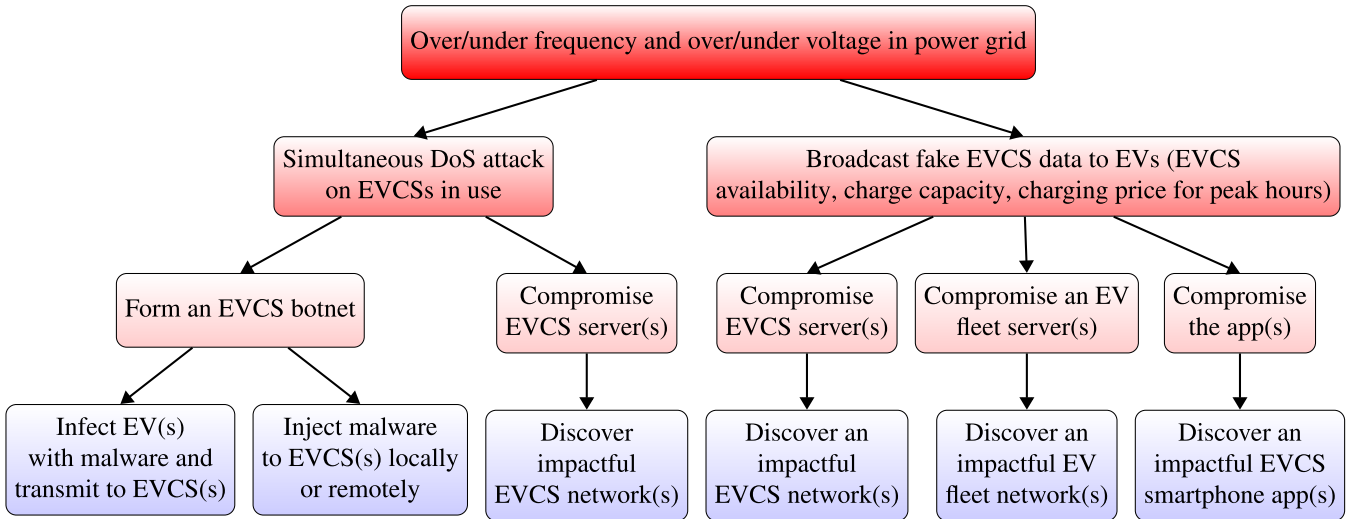 Over/under frequency and over/under voltage in power grid
Simultaneous DoS attack
on EVCSs in use
Broadcast fake EVCS data to EVs (EVCS
availability, charge capacity, charging price for peak hours)
Form an EVCS botnet
Compromise
EVCS server(s)
Compromise
EVCS server(s)
Compromise an EV
fleet server(s)
Compromise
the app(s)
Infect EV(s)
with malware and
transmit to EVCS(s)
Inject malware
to EVCS(s) locally
or remotely
Discover
impactful
EVCS network(s)
Discover an
impactful
EVCS network(s)
Discover an
impactful EV
fleet network(s)
Discover an
impactful EVCS
smartphone app(s)